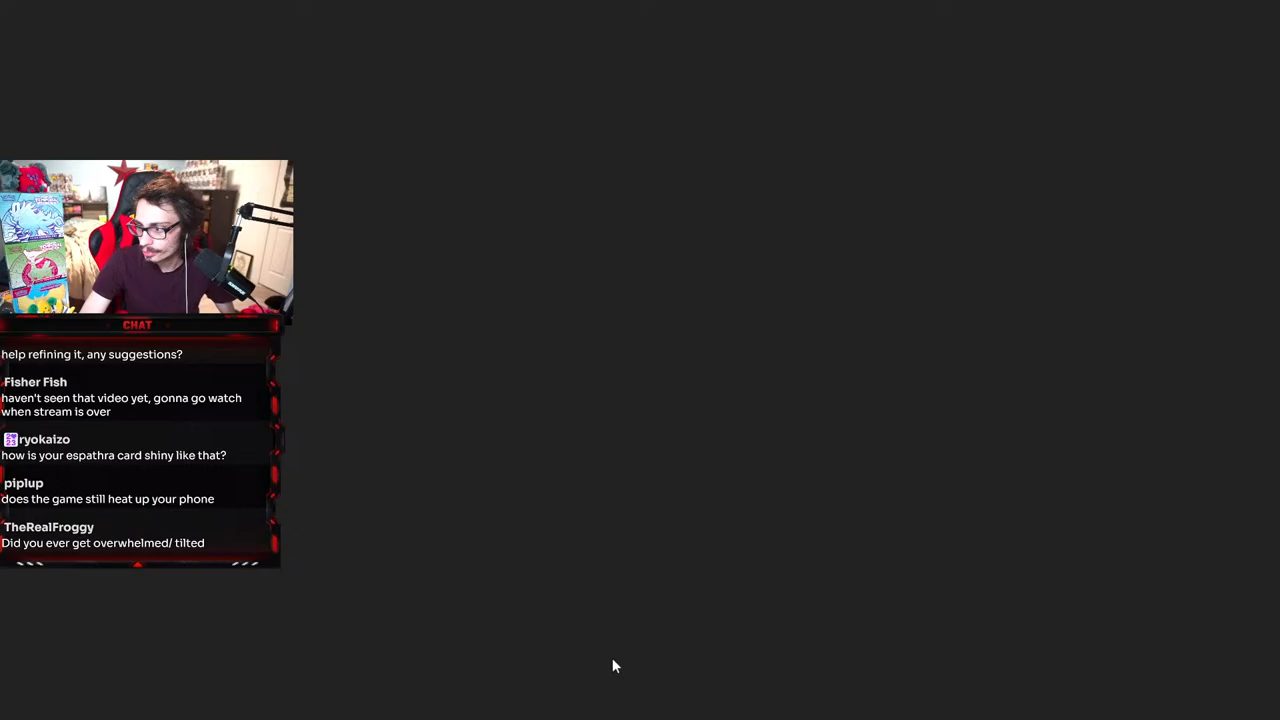 CHAT
help refining it, any suggestions?
Fisher Fish
haven't seen that video yet, gonna go watch
when stream is over
ryokaizo
how is your espathra card shiny like that?
piplup
does the game still heat up your phone
TheRealFroggy
Did you ever get overwhelmed/ tilted